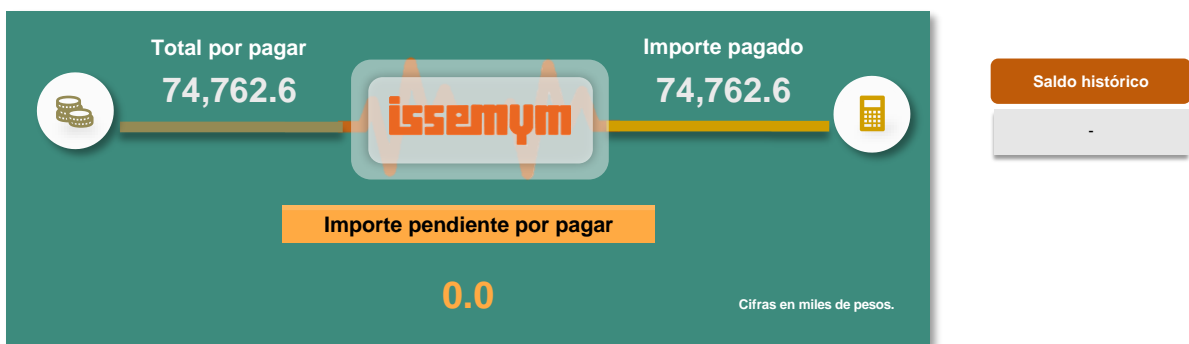 Total por pagar
74,762.6
issemym
Importe pagado
74,762.6
Importe pendiente por pagar
0.0
Cifras en miles de pesos.
Saldo histórico
-